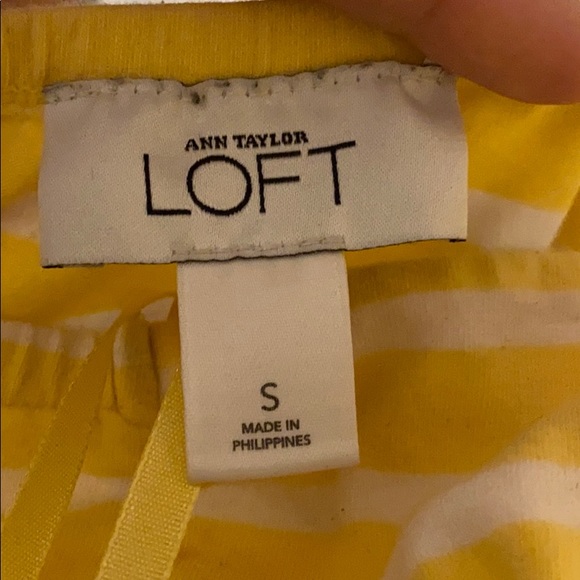 ANN TAYLOR
LOFT
S
MADE IN
PHILIPPINES